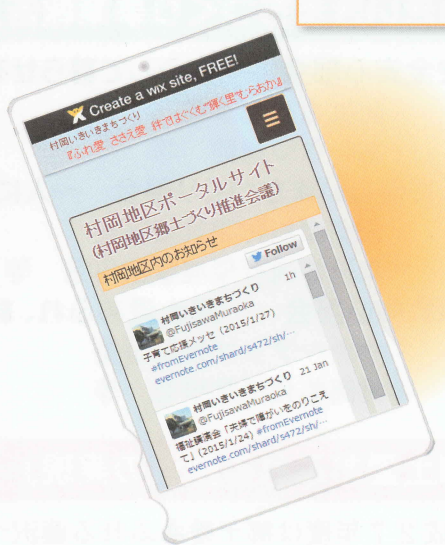 Create a WiX site, FREE!
村岡いきいきまちづくり
『ふれ愛 ささえ愛 絆ではぐくむ"輝く里"むらおか』
村岡地区ポータルサイト
(村岡地区郷土づくり推進会議)
村岡地区内のお知らせ
Follow
村岡いきいきまちづくり 1h
@FujisawaMuraoka
子育て応援メッセ (2015/1/27)
#fromEvernote
evernote.com/shard/s472/sh/…
村岡いきいきまちづくり 21 Jan
@FujisawaMuraoka
福祉講演会「夫婦で障がいをのりこえ
て」(2015/1/24) #fromEvernote
evernote.com/shard/s472/sh/…